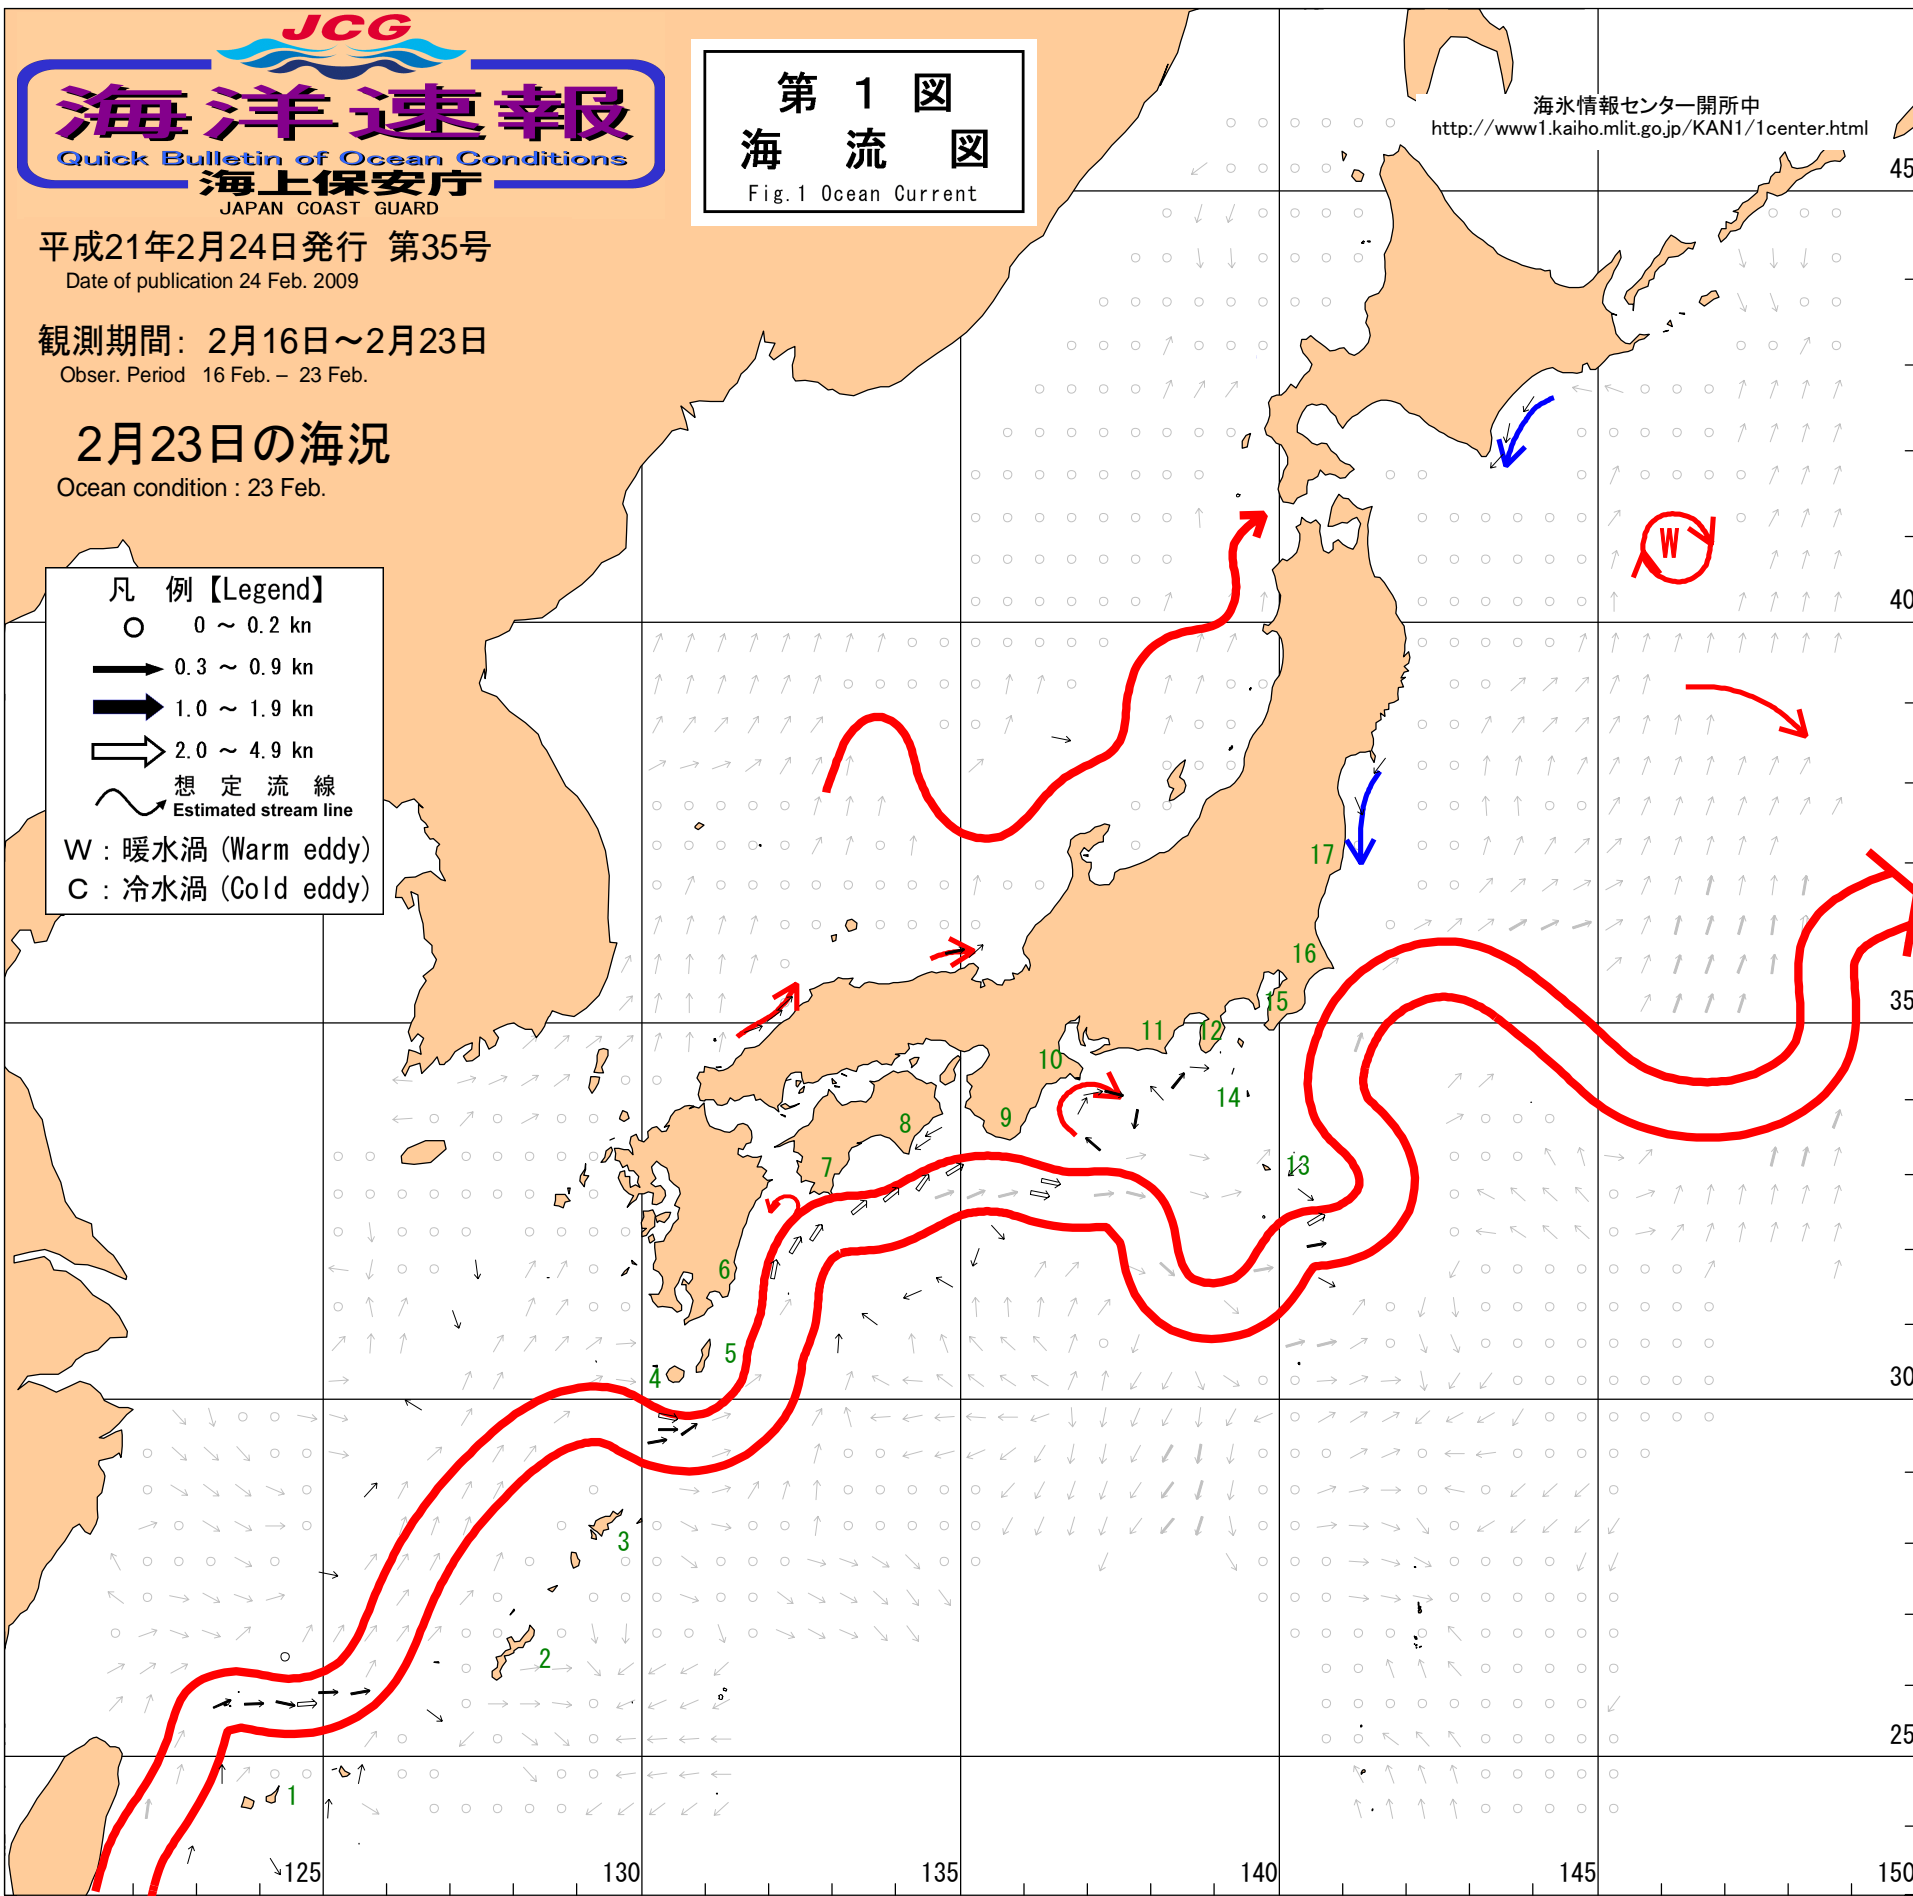 JCG
海洋速報
Quick Bulletin of Ocean Conditions
海上保安庁
JAPAN COAST GUARD
平成21年2月24日発行 第35号
Date of publication 24 Feb. 2009
観測期間： 2月16日～2月23日
Obser. Period 16 Feb. – 23 Feb.
2月23日の海況
Ocean condition : 23 Feb.
第 1 図
海 流 図
Fig.1 Ocean Current
海氷情報センター開所中
http://www1.kaiho.mlit.go.jp/KAN1/1center.html
凡 例【Legend】
0 ～ 0.2 kn
0.3 ～ 0.9 kn
1.0 ～ 1.9 kn
2.0 ～ 4.9 kn
想 定 流 線
Estimated stream line
W : 暖水渦 (Warm eddy)
C : 冷水渦 (Cold eddy)
45
W
40
17
16
15
35
12
11
10
14
9
8
13
7
6
5
4
30
3
2
25
1
125
130
135
140
145
150